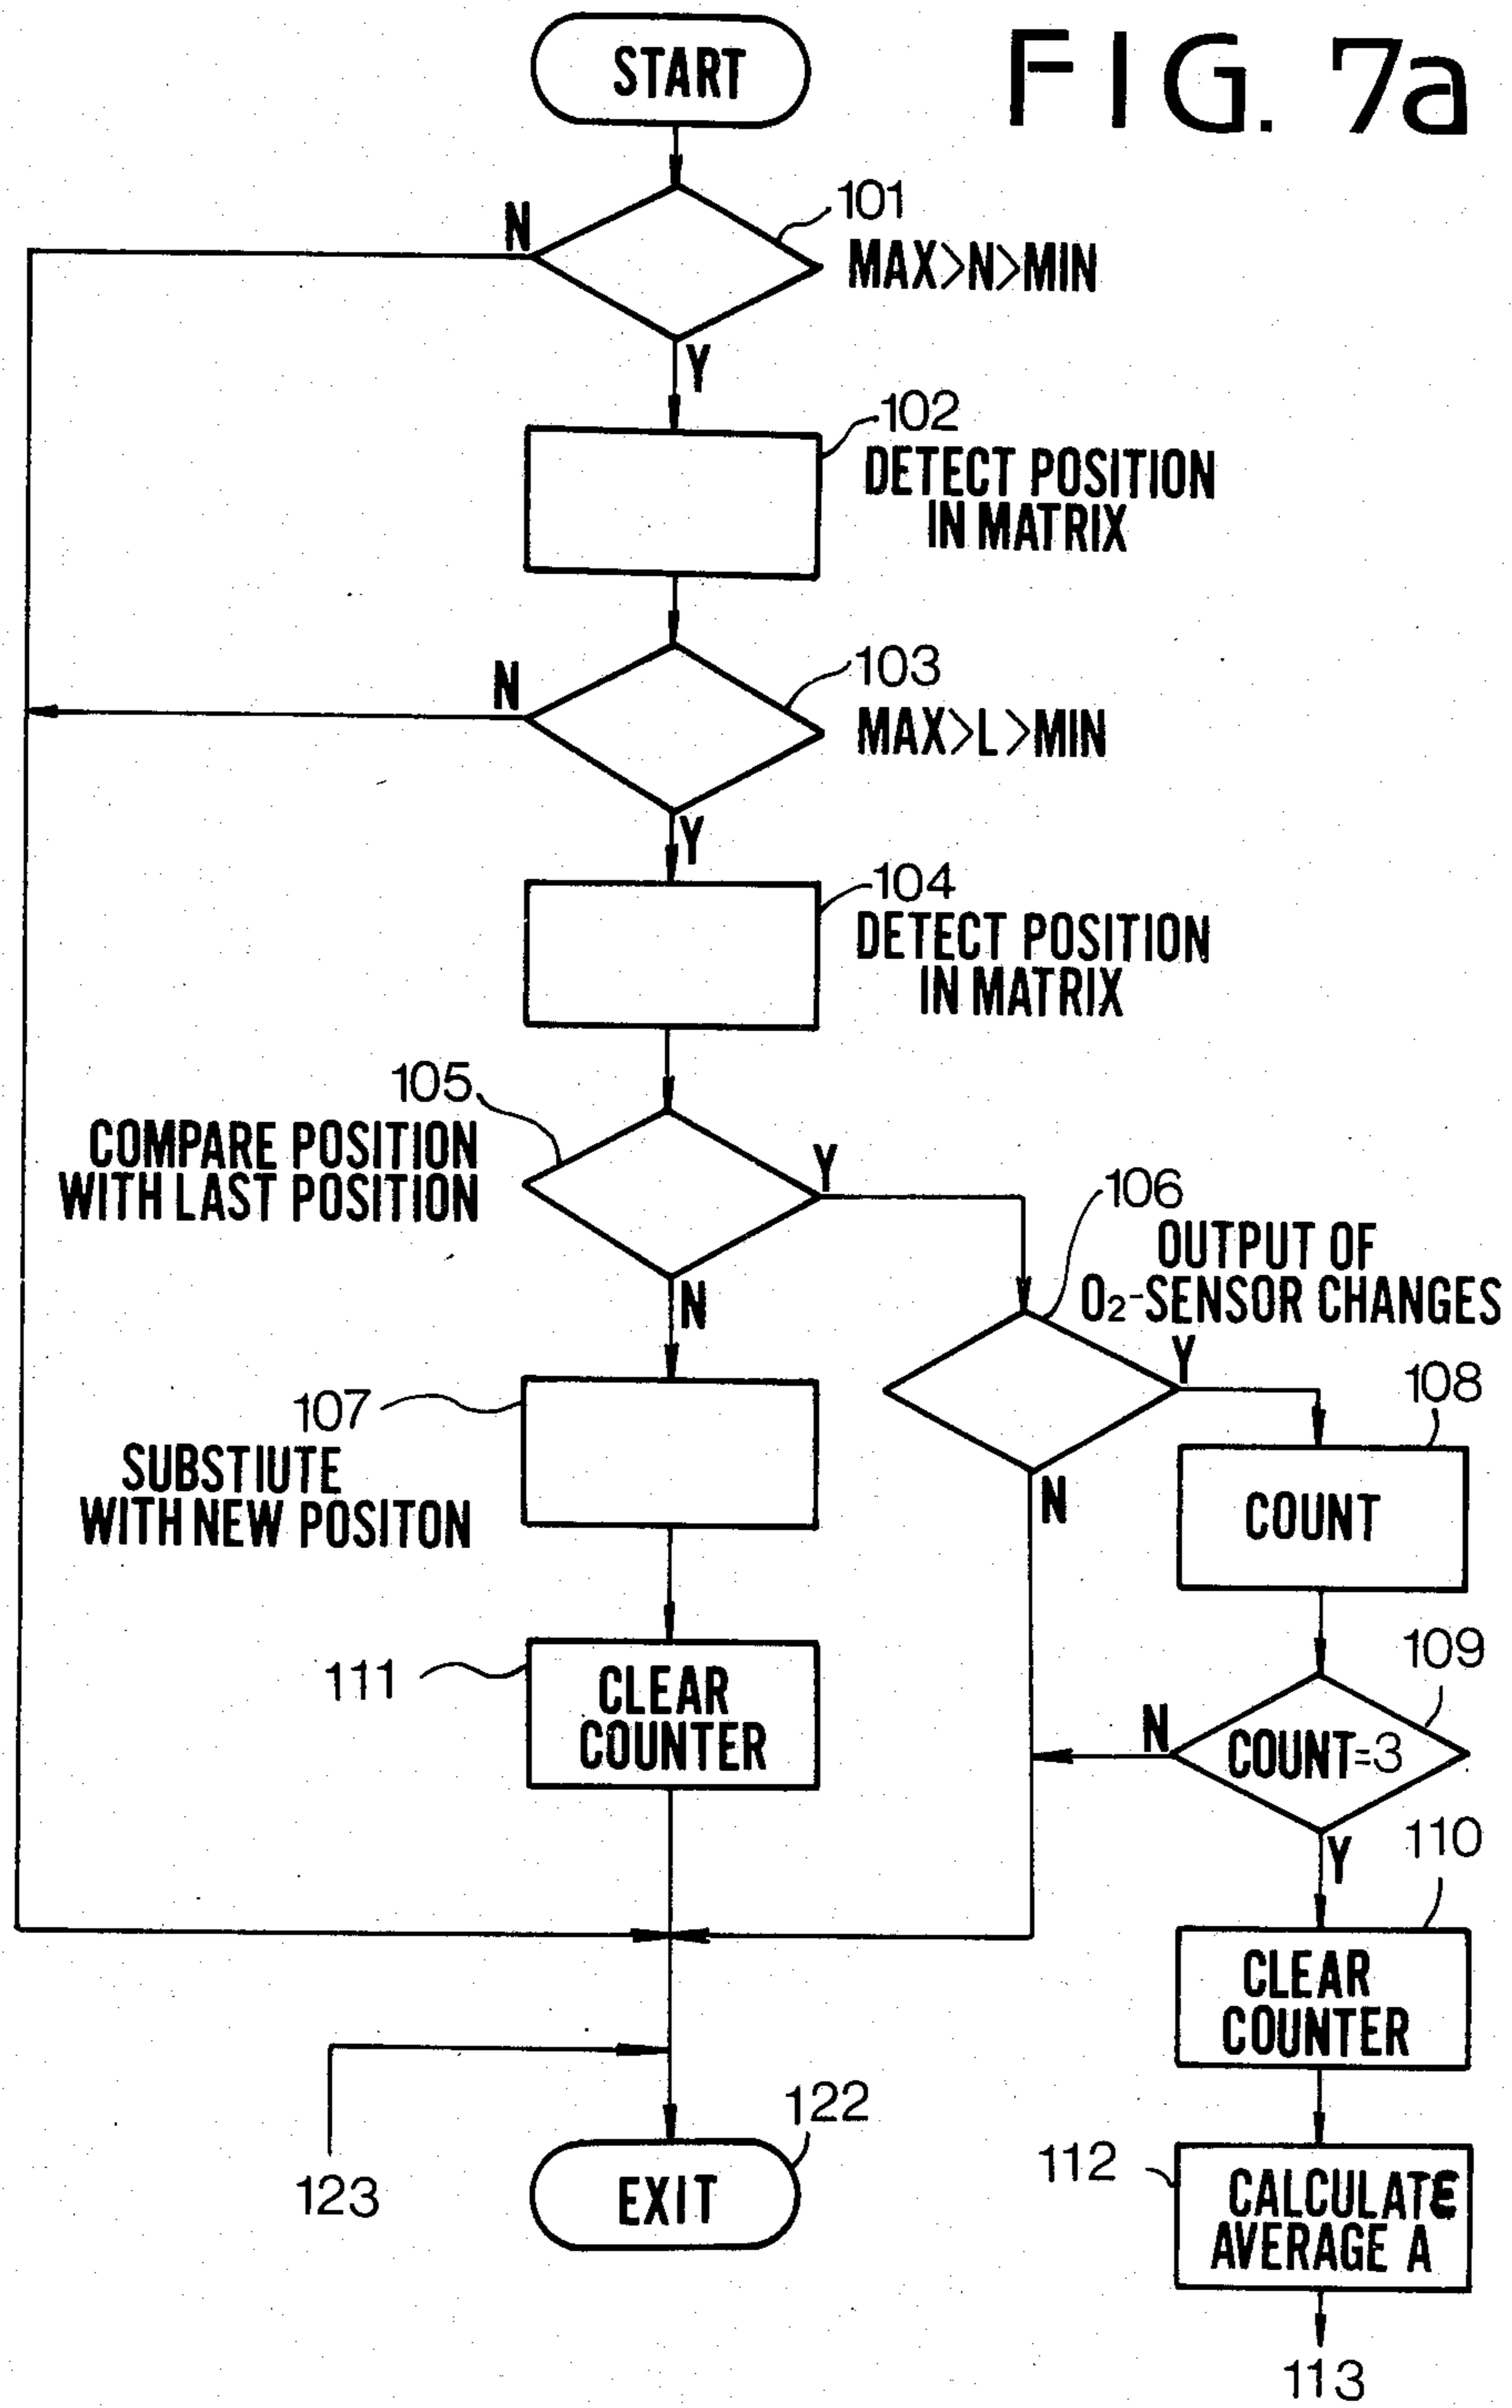 FIG. 7a
START
101
N
MAX>N>MIN
Y
102
DETECT POSITION
IN MATRIX
103
N
MAX>L>MIN
Y
104
DETECT POSITION
IN MATRIX
105
COMPARE POSITION
WITH LAST POSITION
Y
N
106
OUTPUT OF
O₂-SENSOR CHANGES
Y
N
107
SUBSTIUTE
WITH NEW POSITON
108
COUNT
111
CLEAR
COUNTER
109
N
COUNT=3
Y
110
CLEAR
COUNTER
123
122
EXIT
112
CALCULATE
AVERAGE A
113